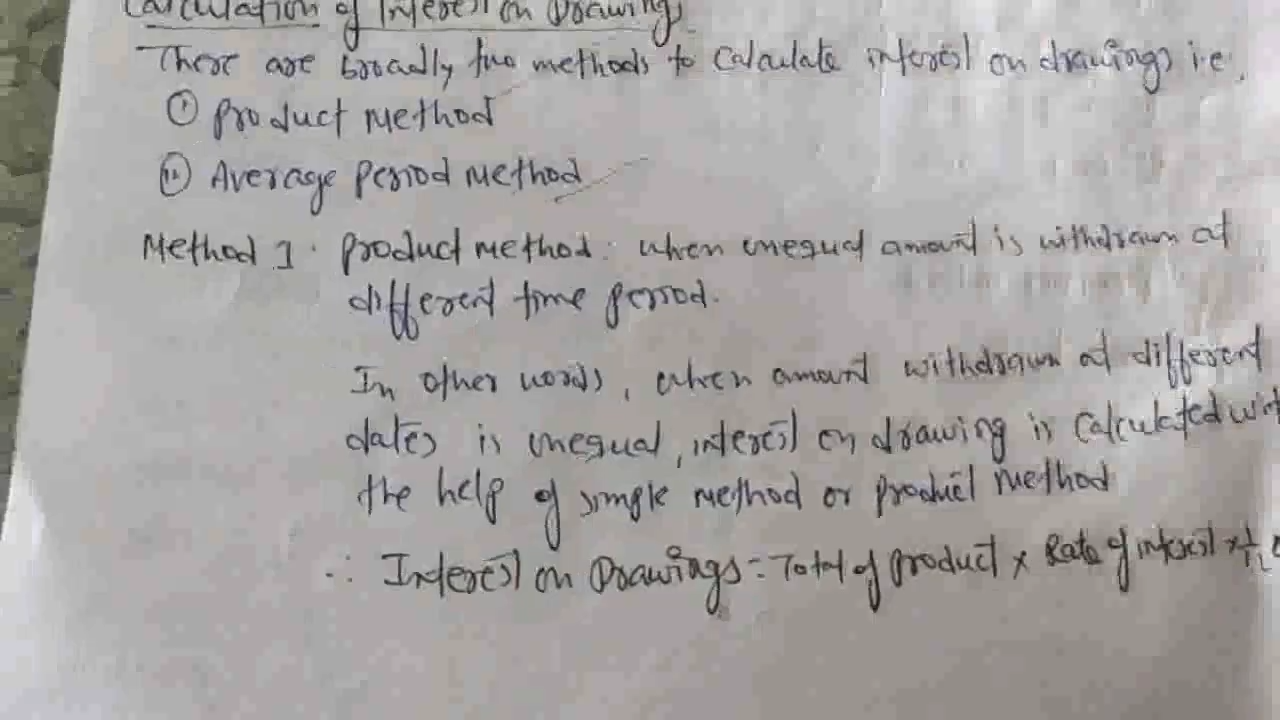 Calculation of Interest on Drawings
There are broadly two methods to calculate interest on drawings i.e.
(i) Product Method
(ii) Average Period Method
Method 1. Product method: when unequal amount is withdrawn at
different time period.
In other words, when amount withdrawn at different
dates is unequal, interest on drawing is calculated
the help of simple method or product method
∴ Interest on Drawings = Total of product × Rate of interest × 1/12